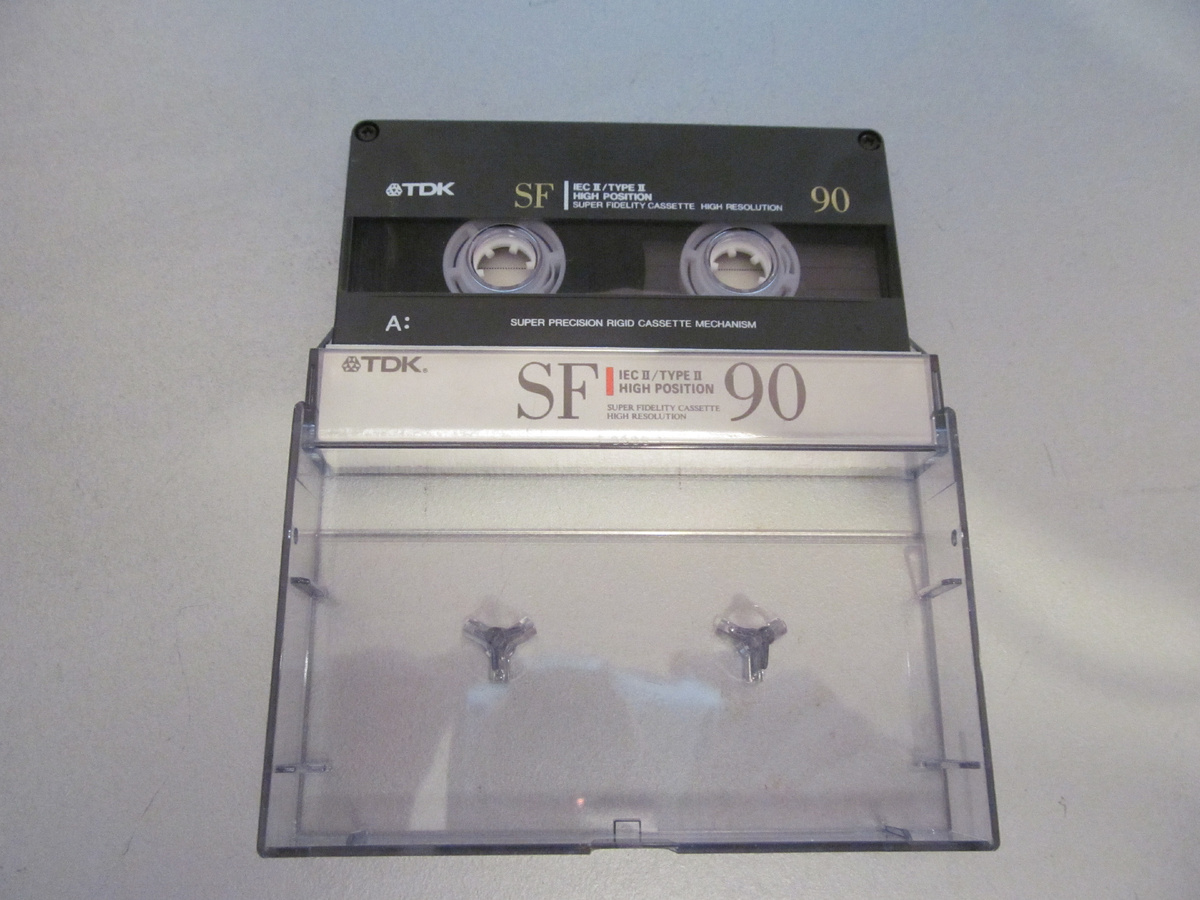 TDK
SF
IEC II/TYPE II
HIGH POSITION
SUPER FIDELITY CASSETTE HIGH RESOLUTION
90
A:
SUPER PRECISION RIGID CASSETTE MECHANISM
TDK®
SF
IEC II/TYPE II
HIGH POSITION
SUPER FIDELITY CASSETTE
HIGH RESOLUTION
90